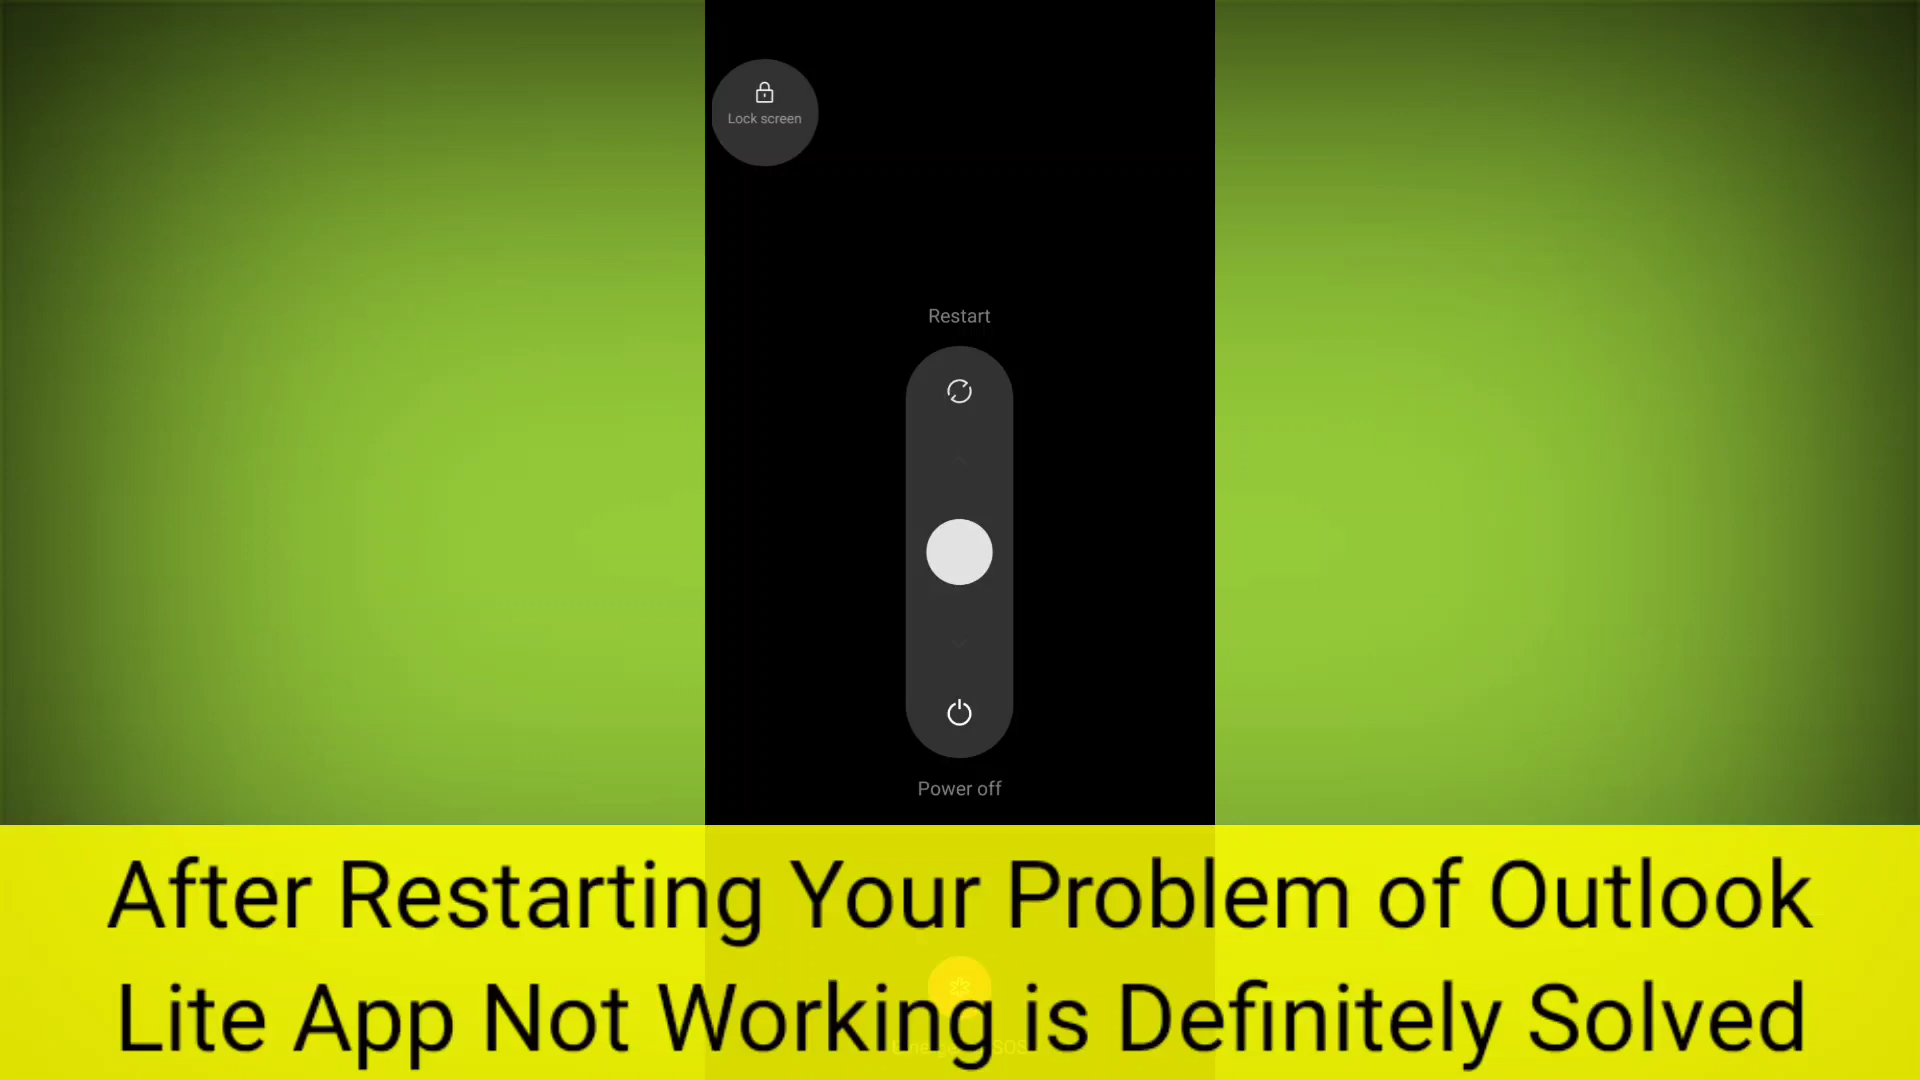 Lock screen
Restart
Power off
After Restarting Your Problem of Outlook
Lite App Not Working is Definitely Solved